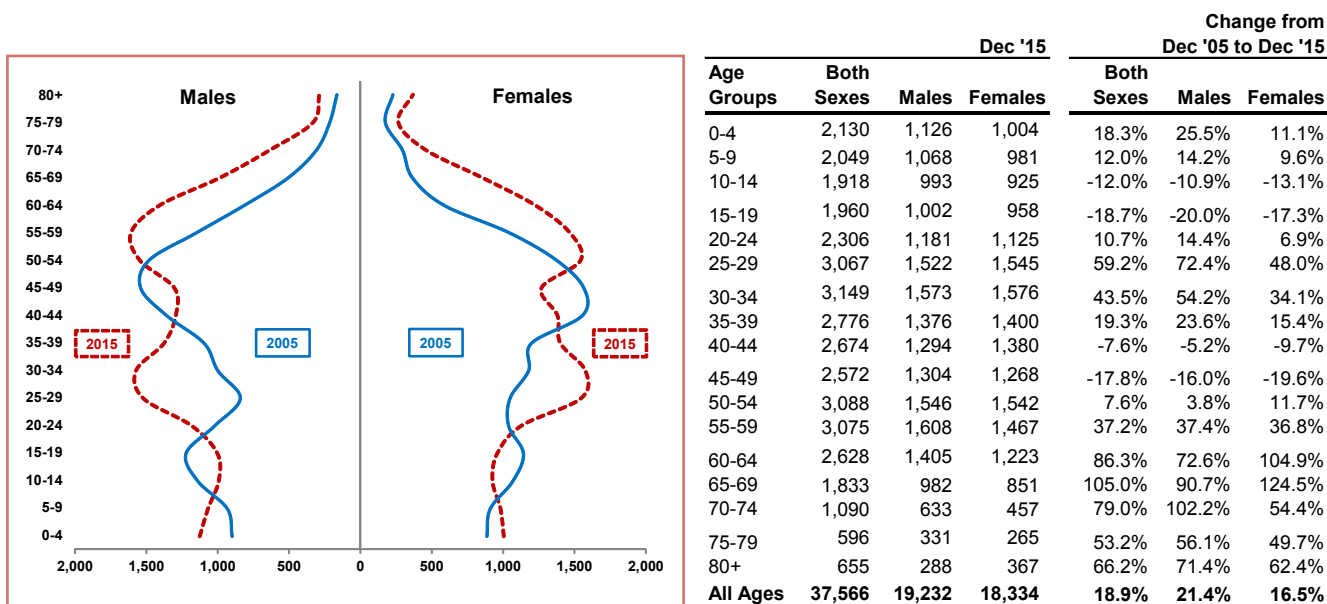 Males
Females
80+
75-79
70-74
65-69
60-64
55-59
50-54
45-49
40-44
35-39
30-34
25-29
20-24
15-19
10-14
5-9
0-4
2015
2005
2005
2015
2,000 1,500 1,000 500 0 500 1,000 1,500 2,000
Change from
Dec '15 Dec '05 to Dec '15
Age Both Both
Groups Sexes Males Females Sexes Males Females
0-4 2,130 1,126 1,004 18.3% 25.5% 11.1%
5-9 2,049 1,068 981 12.0% 14.2% 9.6%
10-14 1,918 993 925 -12.0% -10.9% -13.1%
15-19 1,960 1,002 958 -18.7% -20.0% -17.3%
20-24 2,306 1,181 1,125 10.7% 14.4% 6.9%
25-29 3,067 1,522 1,545 59.2% 72.4% 48.0%
30-34 3,149 1,573 1,576 43.5% 54.2% 34.1%
35-39 2,776 1,376 1,400 19.3% 23.6% 15.4%
40-44 2,674 1,294 1,380 -7.6% -5.2% -9.7%
45-49 2,572 1,304 1,268 -17.8% -16.0% -19.6%
50-54 3,088 1,546 1,542 7.6% 3.8% 11.7%
55-59 3,075 1,608 1,467 37.2% 37.4% 36.8%
60-64 2,628 1,405 1,223 86.3% 72.6% 104.9%
65-69 1,833 982 851 105.0% 90.7% 124.5%
70-74 1,090 633 457 79.0% 102.2% 54.4%
75-79 596 331 265 53.2% 56.1% 49.7%
80+ 655 288 367 66.2% 71.4% 62.4%
All Ages 37,566 19,232 18,334 18.9% 21.4% 16.5%